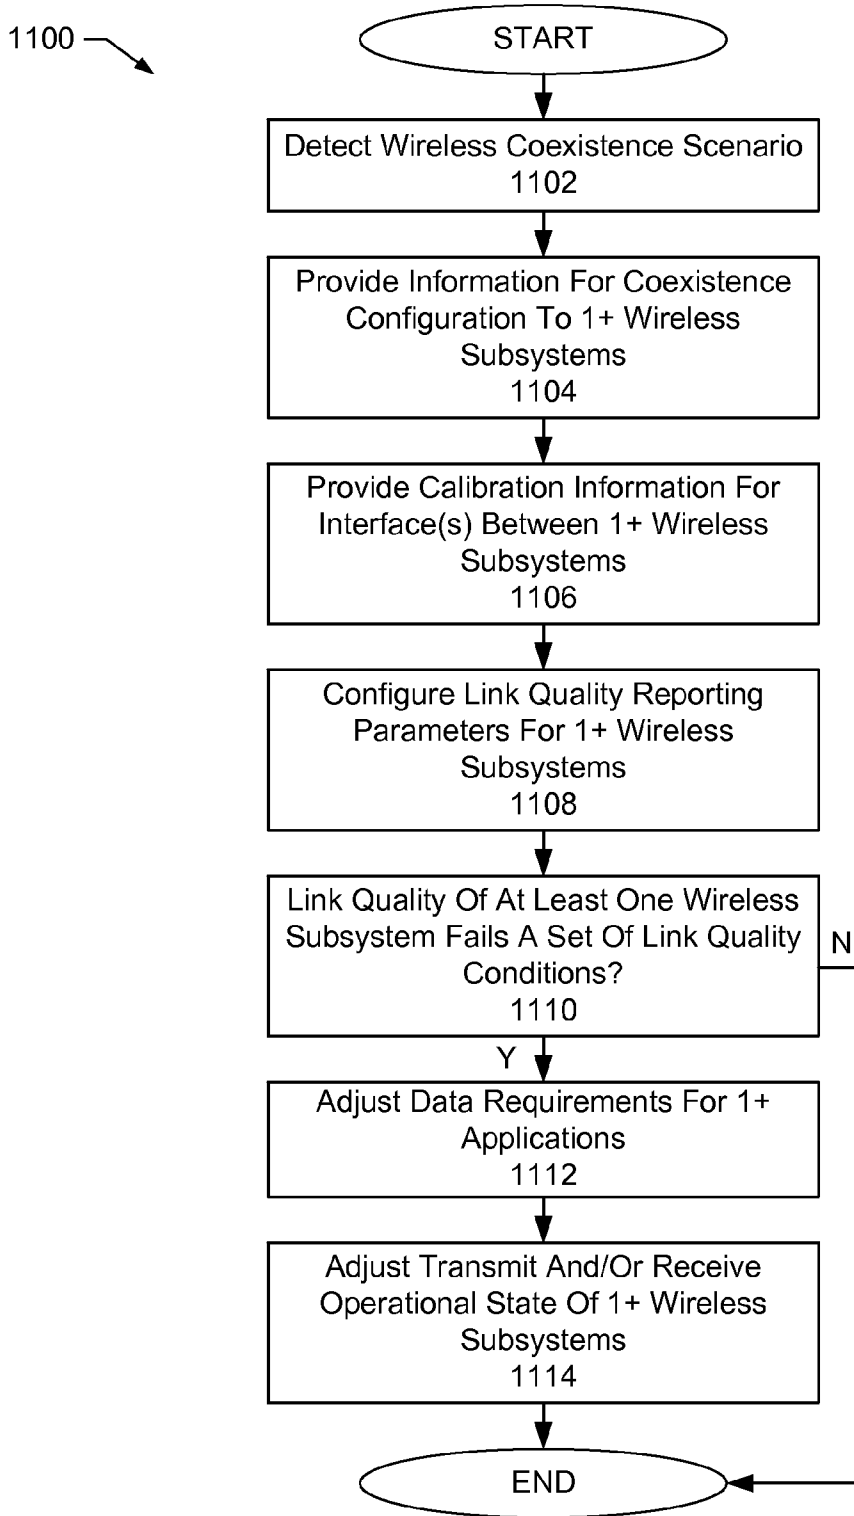 1100
START
Detect Wireless Coexistence Scenario
1102
Provide Information For Coexistence
Configuration To 1+ Wireless
Subsystems
1104
Provide Calibration Information For
Interface(s) Between 1+ Wireless
Subsystems
1106
Configure Link Quality Reporting
Parameters For 1+ Wireless
Subsystems
1108
Link Quality Of At Least One Wireless
Subsystem Fails A Set Of Link Quality
Conditions?
1110
N
Y
Adjust Data Requirements For 1+
Applications
1112
Adjust Transmit And/Or Receive
Operational State Of 1+ Wireless
Subsystems
1114
END